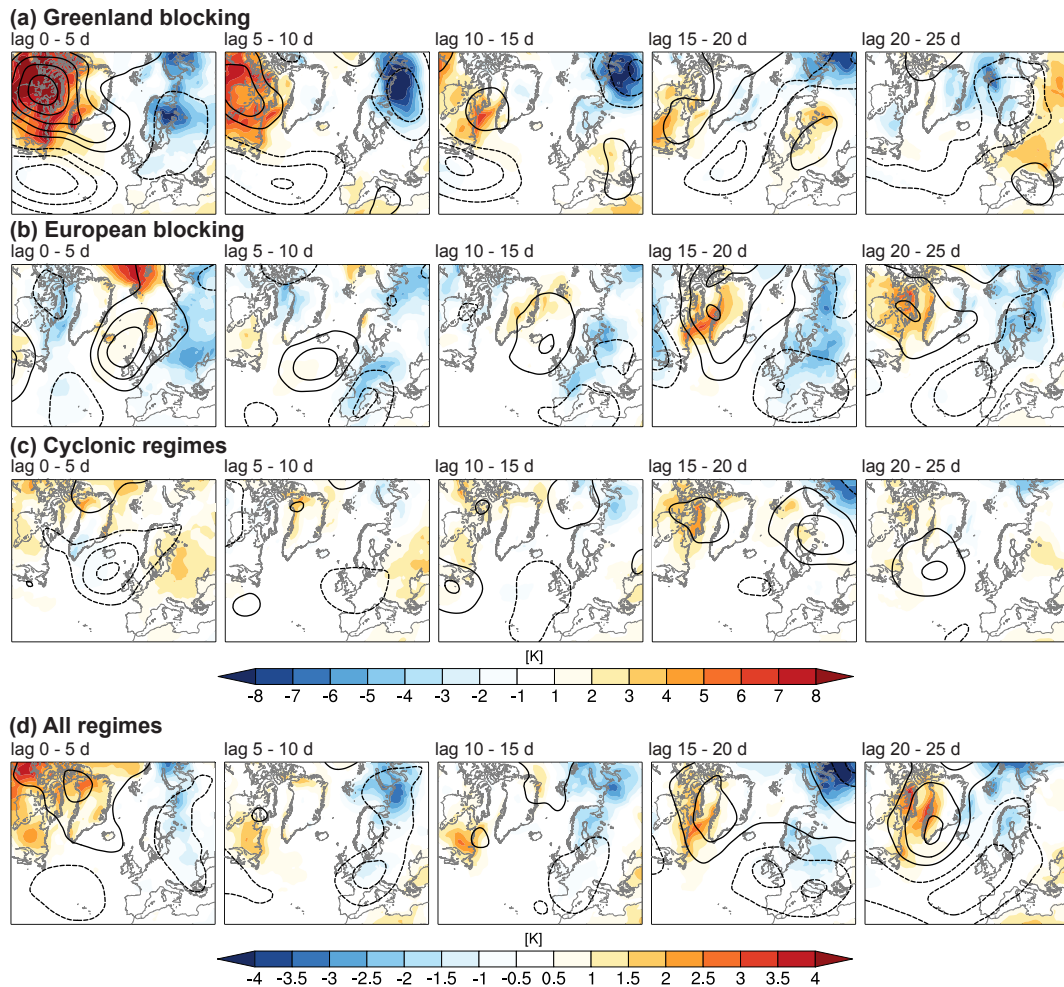 (a) Greenland blocking
lag 0 - 5 d lag 5 - 10 d lag 10 - 15 d lag 15 - 20 d lag 20 - 25 d
(b) European blocking
lag 0 - 5 d lag 5 - 10 d lag 10 - 15 d lag 15 - 20 d lag 20 - 25 d
(c) Cyclonic regimes
lag 0 - 5 d lag 5 - 10 d lag 10 - 15 d lag 15 - 20 d lag 20 - 25 d
[K]
-8 -7 -6 -5 -4 -3 -2 -1 1 2 3 4 5 6 7 8
(d) All regimes
lag 0 - 5 d lag 5 - 10 d lag 10 - 15 d lag 15 - 20 d lag 20 - 25 d
[K]
-4 -3.5 -3 -2.5 -2 -1.5 -1 -0.5 0.5 1 1.5 2 2.5 3 3.5 4